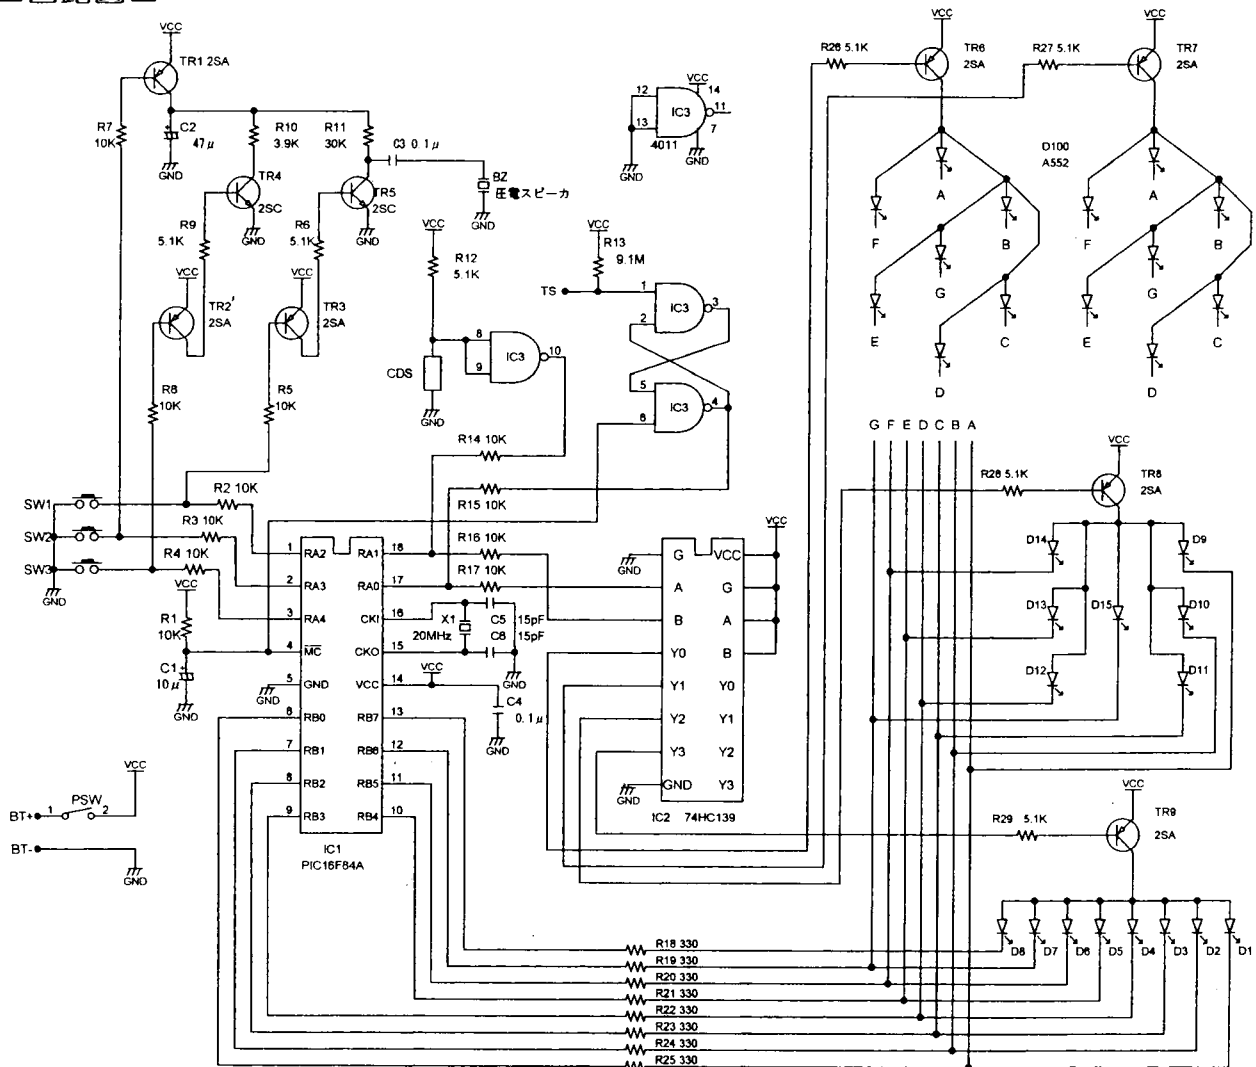 VCC
TR1 2SA
R7
10K
C2
47μ
GND
R10
3.9K
R11
30K
C3 0.1μ
BZ
圧電スピーカ
GND
TR4
2SC
GND
TR5
2SC
GND
R9
5.1K
R6
5.1K
VCC
TR2'
2SA
VCC
TR3
2SA
R8
10K
R5
10K
VCC
12
13
IC3
14
11
7
4011
GND
GND
VCC
R12
5.1K
CDS
GND
8
9
IC3
10
VCC
R13
9.1M
TS
1
2
IC3
3
5
6
IC3
4
R14 10K
R15 10K
R16 10K
R17 10K
SW1
SW2
SW3
GND
R2 10K
R3 10K
R4 10K
VCC
R1
10K
C1
10μ
GND
1 RA2
2 RA3
3 RA4
4 MC
5 GND
6 RB0
7 RB1
8 RB2
9 RB3
GND
RA1 18
RA0 17
CKI 16
CKO 15
VCC 14
RB7 13
RB6 12
RB5 11
RB4 10
IC1
PIC16F84A
X1
20MHz
C5 15pF
C6 15pF
GND
VCC
C4
0.1μ
GND
VCC
GND
G VCC
A G
B A
Y0 B
Y1 Y0
Y2 Y1
Y3 Y2
GND Y3
GND
IC2 74HC139
BT+ 1 PSW 2
VCC
BT-
GND
VCC
R26 5.1K
TR6
2SA
VCC
R27 5.1K
TR7
2SA
D100
A552
A
F
B
G
E
C
D
A
F
B
G
E
C
D
G F E D C B A
VCC
R28 5.1K
TR8
2SA
D14
D9
D13
D15
D10
D12
D11
VCC
R29 5.1K
TR9
2SA
D8 D7 D6 D5 D4 D3 D2 D1
R18 330
R19 330
R20 330
R21 330
R22 330
R23 330
R24 330
R25 330